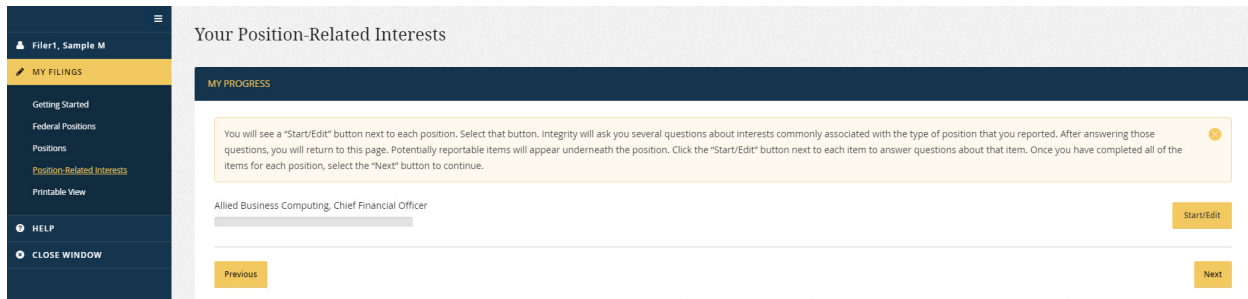 Filer1, Sample M
MY FILINGS
Getting Started
Federal Positions
Positions
Position-Related Interests
Printable View
HELP
CLOSE WINDOW
Your Position-Related Interests
MY PROGRESS
You will see a “Start/Edit” button next to each position. Select that button. Integrity will ask you several questions about interests commonly associated with the type of position that you reported. After answering those
questions, you will return to this page. Potentially reportable items will appear underneath the position. Click the “Start/Edit” button next to each item to answer questions about that item. Once you have completed all of the
items for each position, select the “Next” button to continue.
Allied Business Computing, Chief Financial Officer
Start/Edit
Previous
Next